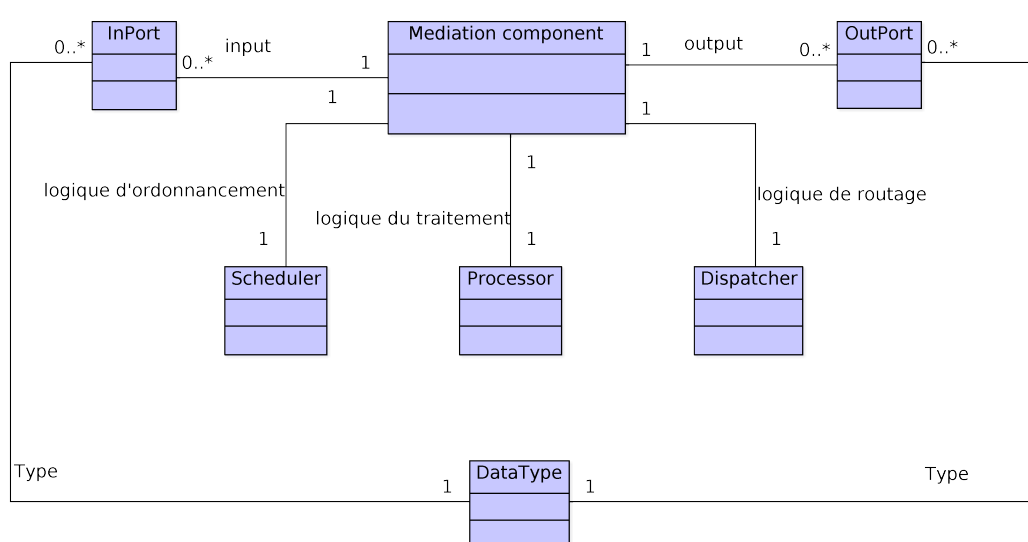 InPort
Mediation component
OutPort
0..*
input
1
1
output
0..*
0..*
0..*
1
1
1
logique d'ordonnancement
logique du traitement
logique de routage
1
1
1
Scheduler
Processor
Dispatcher
Type
DataType
Type
1
1